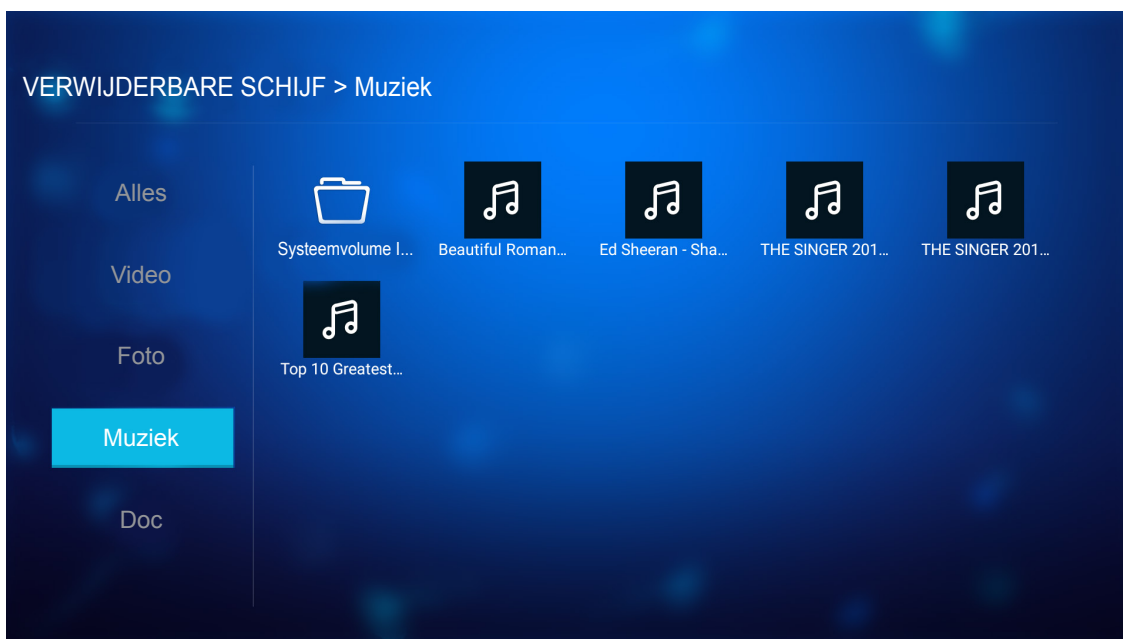 VERWIJDERBARE SCHIJF > Muziek
Alles
Video
Foto
Muziek
Doc
Systeemvolume I...
Beautiful Roman...
Ed Sheeran - Sha...
THE SINGER 201...
THE SINGER 201...
Top 10 Greatest...